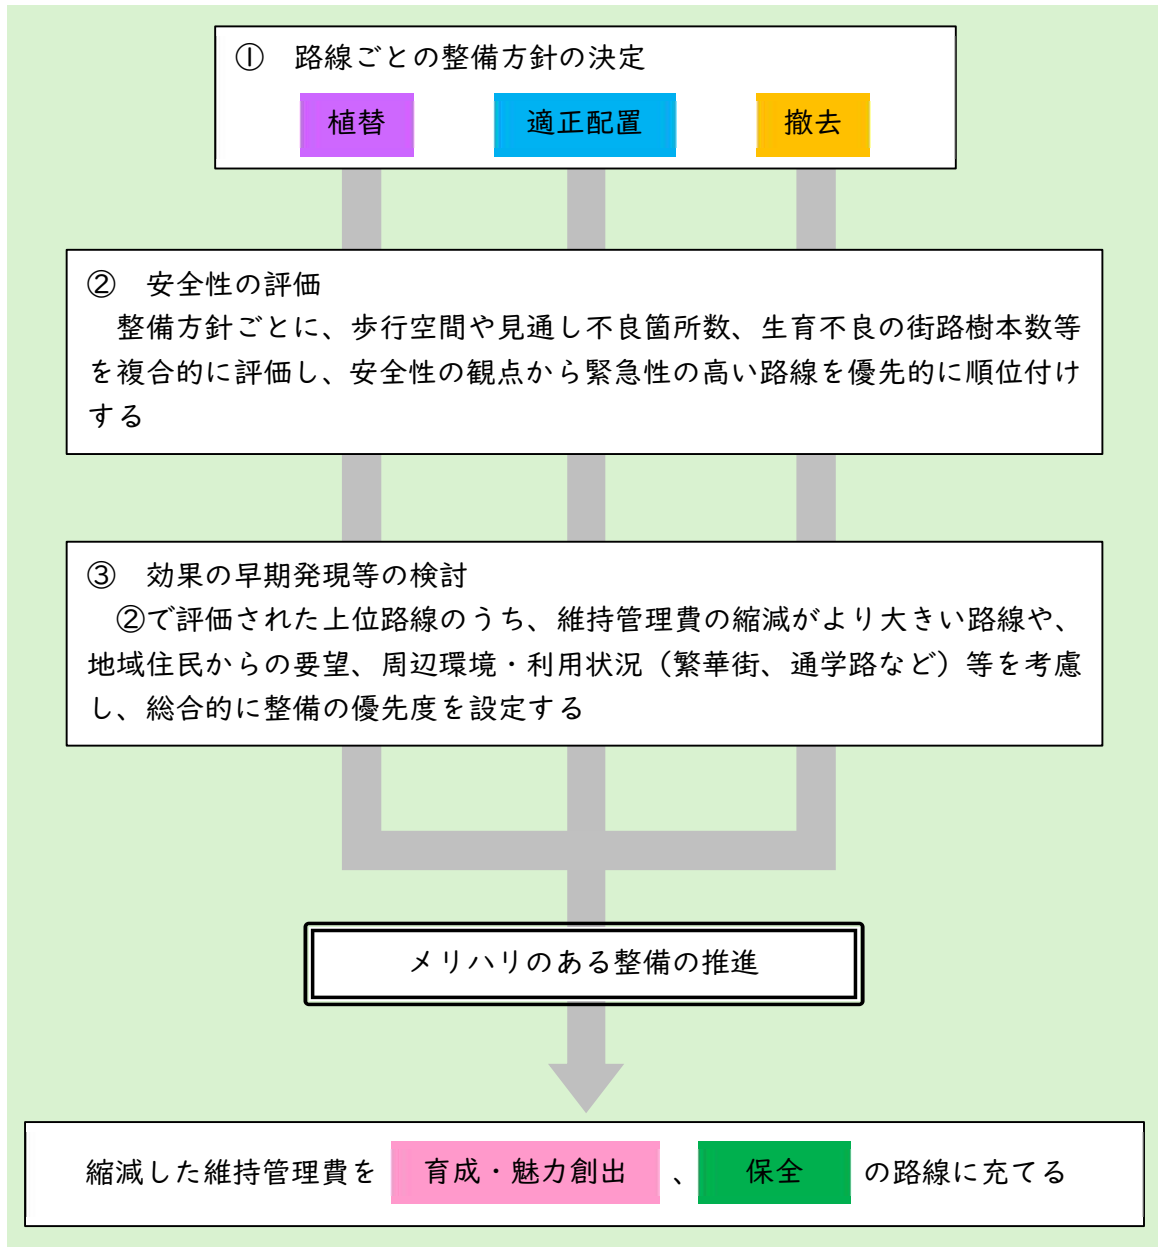 ① 路線ごとの整備方針の決定
植替 適正配置 撤去
② 安全性の評価
整備方針ごとに、歩行空間や見通し不良箇所数、生育不良の街路樹本数等
を複合的に評価し、安全性の観点から緊急性の高い路線を優先的に順位付け
する
③ 効果の早期発現等の検討
②で評価された上位路線のうち、維持管理費の縮減がより大きい路線や、
地域住民からの要望、周辺環境・利用状況（繁華街、通学路など）等を考慮
し、総合的に整備の優先度を設定する
メリハリのある整備の推進
縮減した維持管理費を 育成・魅力創出 、 保全 の路線に充てる